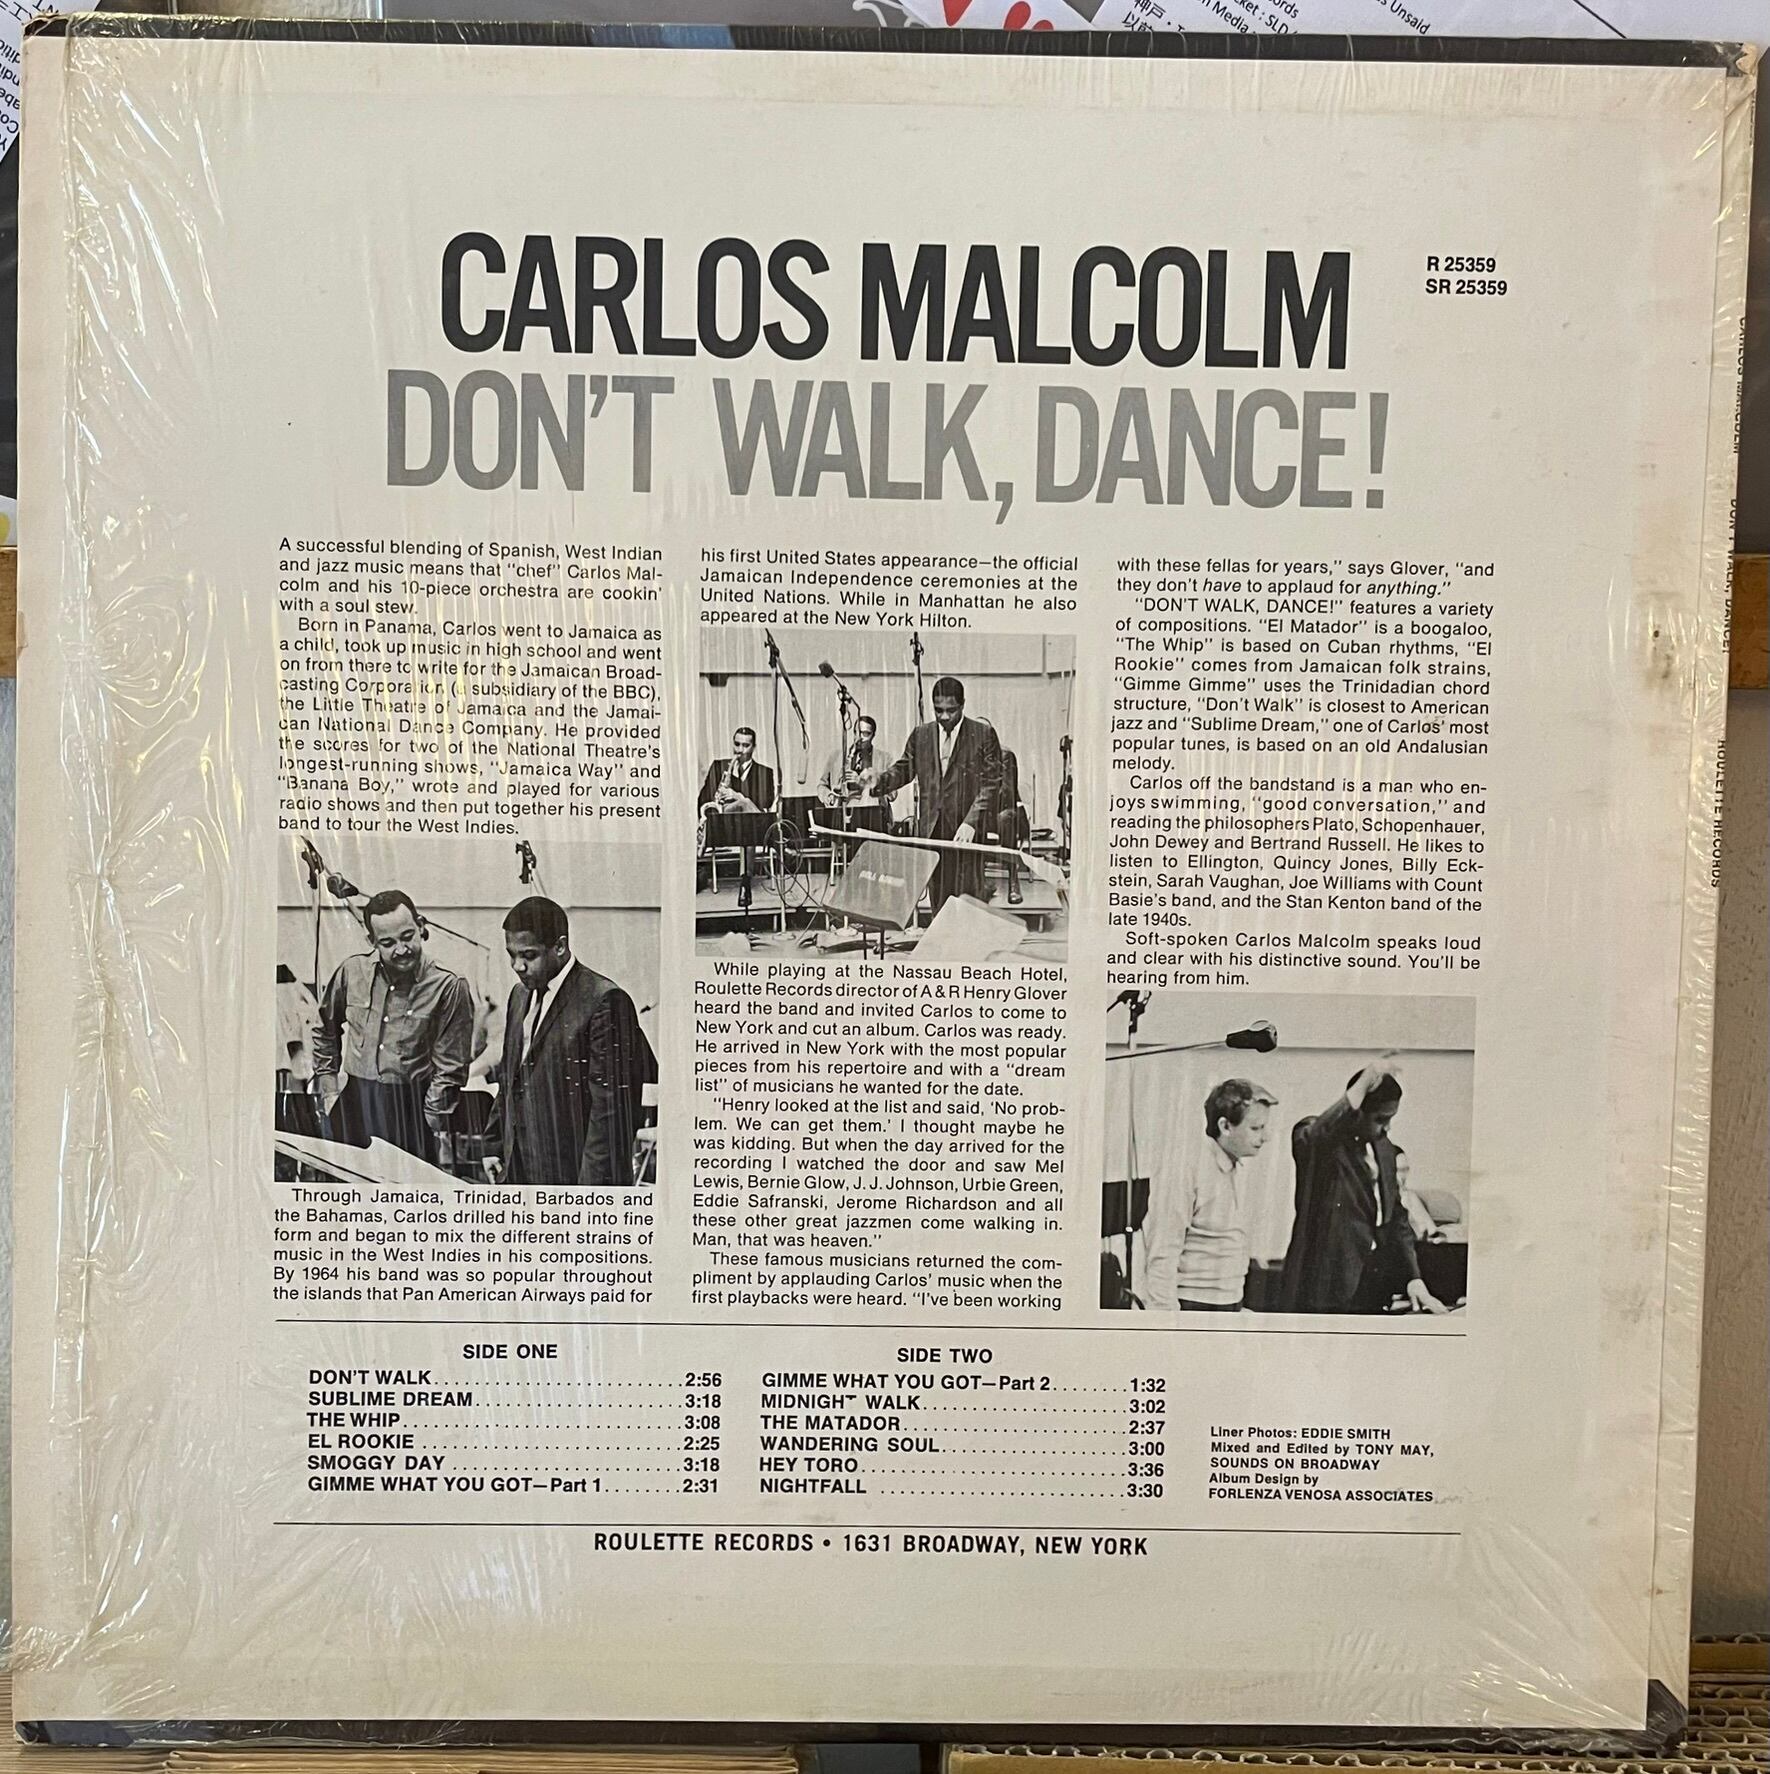 CARLOS MALCOLM
DON'T WALK, DANCE!
R 25359
SR 25359
A successful blending of Spanish, West Indian
and jazz music means that "chef" Carlos Mal-
colm and his 10-piece orchestra are cookin'
with a soul stew.
Born in Panama, Carlos went to Jamaica as
a child, took up music in high school and went
on from there to write for the Jamaican Broad-
casting Corporation (a subsidiary of the BBC),
the Little Theatre of Jamaica and the Jamai-
can National Dance Company. He provided
the scores for two of the National Theatre's
longest-running shows, "Jamaica Way" and
"Banana Boy," wrote and played for various
radio shows and then put together his present
band to tour the West Indies.
Through Jamaica, Trinidad, Barbados and
the Bahamas, Carlos drilled his band into fine
form and began to mix the different strains of
music in the West Indies in his compositions.
By 1964 his band was so popular throughout
the islands that Pan American Airways paid for
his first United States appearance—the official
Jamaican Independence ceremonies at the
United Nations. While in Manhattan he also
appeared at the New York Hilton.
While playing at the Nassau Beach Hotel,
Roulette Records director of A & R Henry Glover
heard the band and invited Carlos to come to
New York and cut an album. Carlos was ready.
He arrived in New York with the most popular
pieces from his repertoire and with a "dream
list" of musicians he wanted for the date.
"Henry looked at the list and said, 'No prob-
lem. We can get them.' I thought maybe he
was kidding. But when the day arrived for the
recording I watched the door and saw Mel
Lewis, Bernie Glow, J. J. Johnson, Urbie Green,
Eddie Safranski, Jerome Richardson and all
these other great jazzmen come walking in.
Man, that was heaven."
These famous musicians returned the com-
pliment by applauding Carlos' music when the
first playbacks were heard. "I've been working
with these fellas for years," says Glover, "and
they don't have to applaud for anything."
"DON'T WALK, DANCE!" features a variety
of compositions. "El Matador" is a boogaloo,
"The Whip" is based on Cuban rhythms, "El
Rookie" comes from Jamaican folk strains,
"Gimme Gimme" uses the Trinidadian chord
structure, "Don't Walk" is closest to American
jazz and "Sublime Dream," one of Carlos' most
popular tunes, is based on an old Andalusian
melody.
Carlos off the bandstand is a man who en-
joys swimming, "good conversation," and
reading the philosophers Plato, Schopenhauer,
John Dewey and Bertrand Russell. He likes to
listen to Ellington, Quincy Jones, Billy Eck-
stein, Sarah Vaughan, Joe Williams with Count
Basie's band, and the Stan Kenton band of the
late 1940s.
Soft-spoken Carlos Malcolm speaks loud
and clear with his distinctive sound. You'll be
hearing from him.
SIDE ONE
DON'T WALK.........................2:56
SUBLIME DREAM.....................3:18
THE WHIP............................3:08
EL ROOKIE ..........................2:25
SMOGGY DAY .......................3:18
GIMME WHAT YOU GOT—Part 1........2:31
SIDE TWO
GIMME WHAT YOU GOT—Part 2........1:32
MIDNIGHT WALK.....................3:02
THE MATADOR.......................2:37
WANDERING SOUL...................3:00
HEY TORO...........................3:36
NIGHTFALL .........................3:30
Liner Photos: EDDIE SMITH
Mixed and Edited by TONY MAY,
SOUNDS ON BROADWAY
Album Design by
FORLENZA VENOSA ASSOCIATES
ROULETTE RECORDS • 1631 BROADWAY, NEW YORK
CARLOS MALCOLM DON'T WALK, DANCE! ROULETTE RECORDS
Unsaid